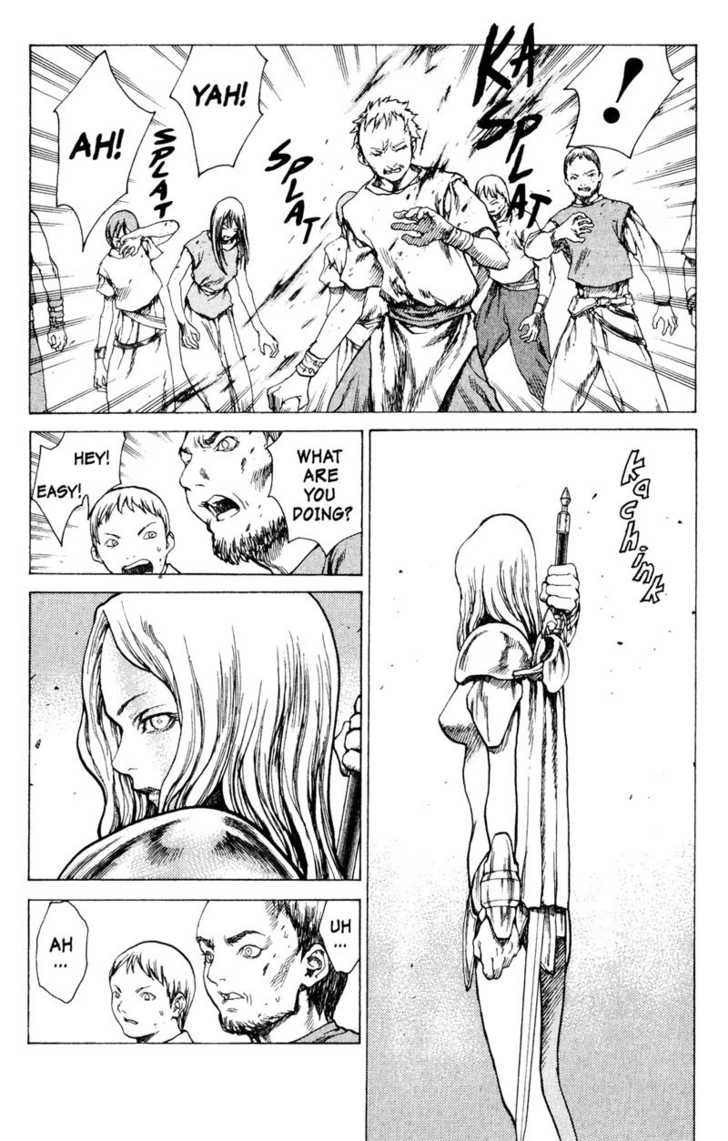 AH!
YAH!
!
SPLAT
SPLAT
KA
SPLAT
HEY!
EASY!
WHAT
ARE
YOU
DOING?
Kachink
AH
...
UH
...